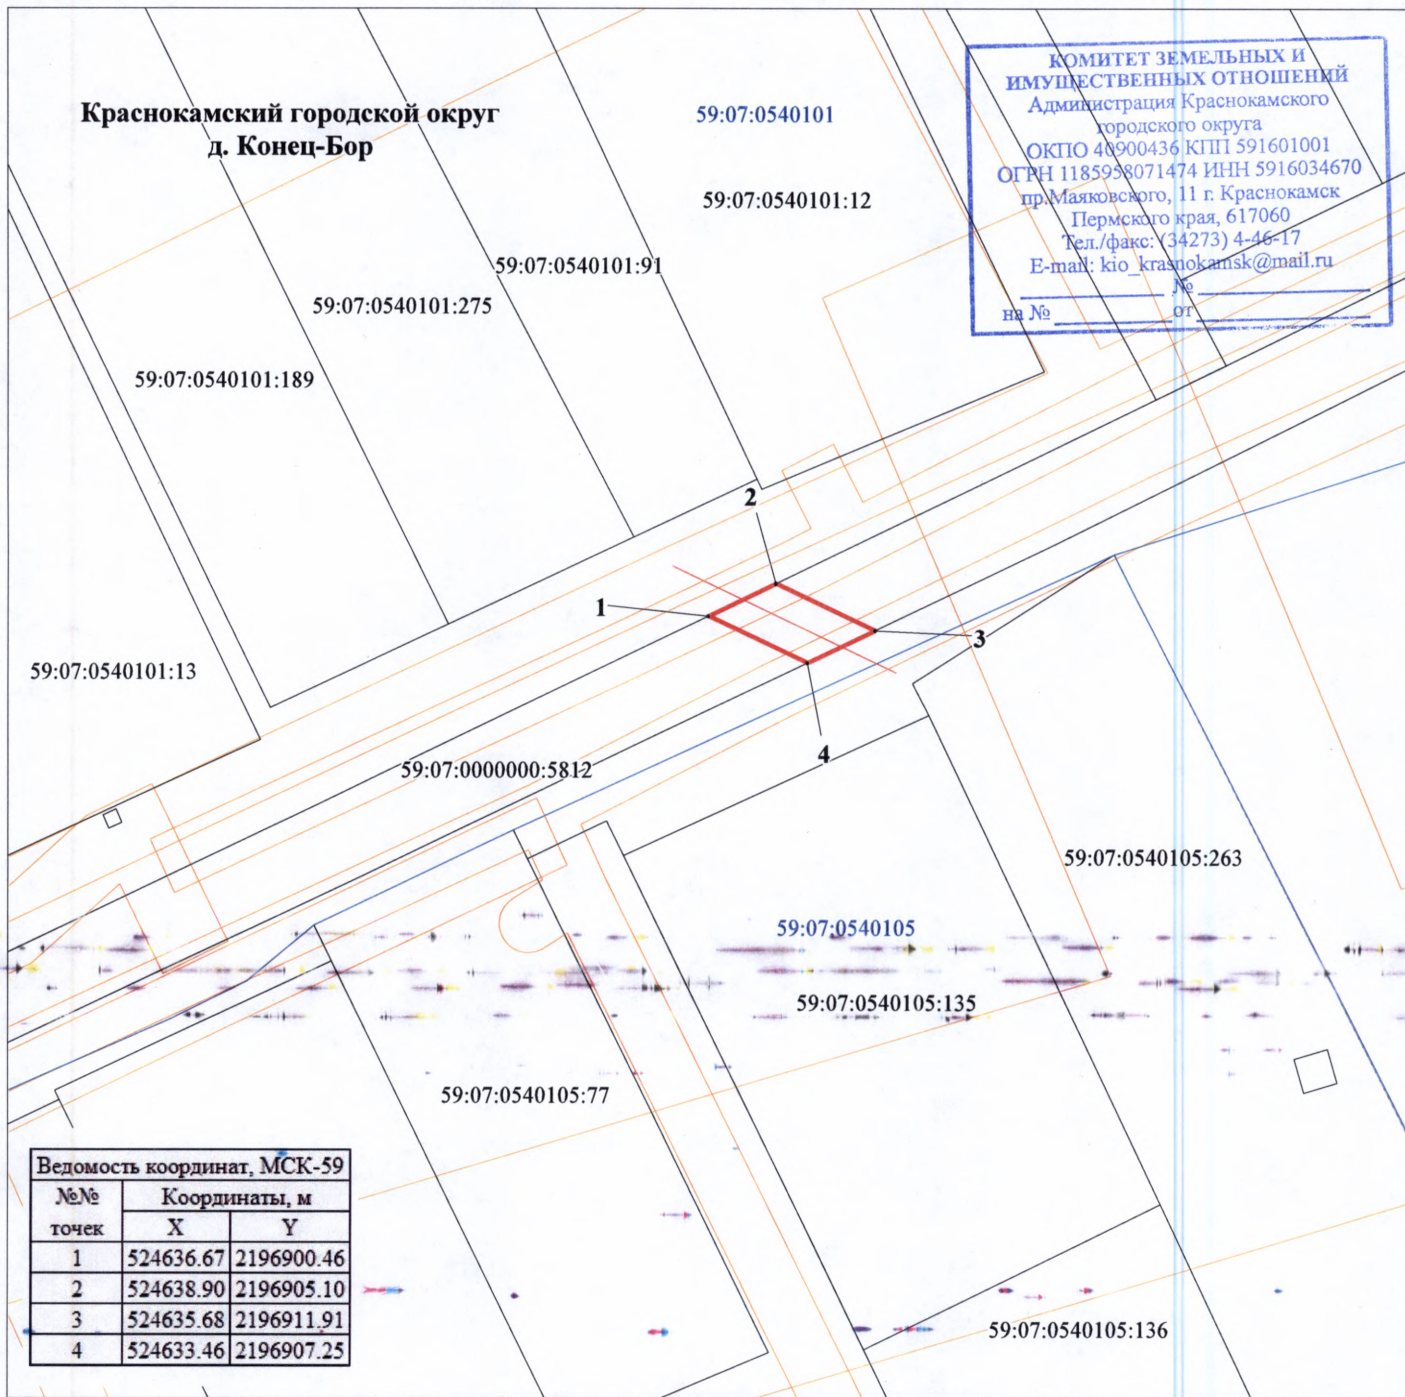 Краснокамский городской округ
д. Конец-Бор
59:07:0540101
59:07:0540101:12
59:07:0540101:91
59:07:0540101:275
59:07:0540101:189
59:07:0540101:13
КОМИТЕТ ЗЕМЕЛЬНЫХ И
ИМУЩЕСТВЕННЫХ ОТНОШЕНИЙ
Администрация Краснокамского
городского округа
ОКПО 40900436 КПП 591601001
ОГРН 1185958071474 ИНН 5916034670
пр.Маяковского, 11 г. Краснокамск
Пермского края, 617060
Тел./факс: (34273) 4-46-17
E-mail: kio_krasnokamsk@mail.ru
№
на № от
2
1
3
4
59:07:0000000:5812
59:07:0540105:263
59:07:0540105
59:07:0540105:135
59:07:0540105:77
59:07:0540105:136
Ведомость координат, МСК-59
№№ точек Координаты, м
X Y
1 524636.67 2196900.46
2 524638.90 2196905.10
3 524635.68 2196911.91
4 524633.46 2196907.25